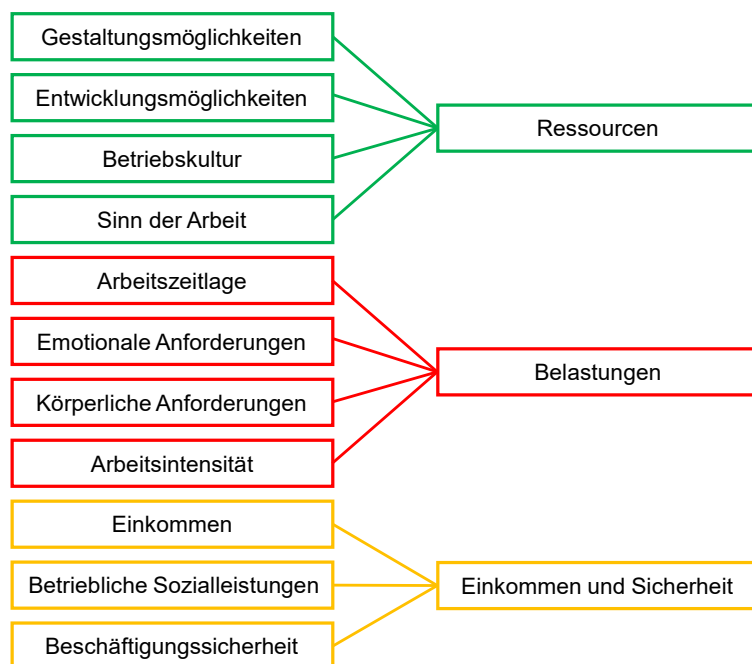 Gestaltungsmöglichkeiten
Entwicklungsmöglichkeiten
Betriebskultur
Sinn der Arbeit
Ressourcen
Arbeitszeitlage
Emotionale Anforderungen
Körperliche Anforderungen
Arbeitsintensität
Belastungen
Einkommen
Betriebliche Sozialleistungen
Beschäftigungssicherheit
Einkommen und Sicherheit